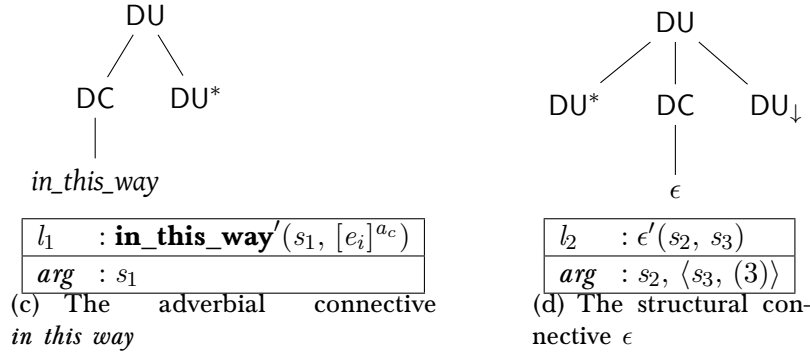 DU
DC DU*
in_this_way
l₁ : in_this_way′(s₁, [eᵢ]^{a_c})
arg : s₁
(c) The adverbial connective
in this way
DU
DU* DC DU↓
ϵ
l₂ : ϵ′(s₂, s₃)
arg : s₂, ⟨s₃, (3)⟩
(d) The structural con-
nective ϵ